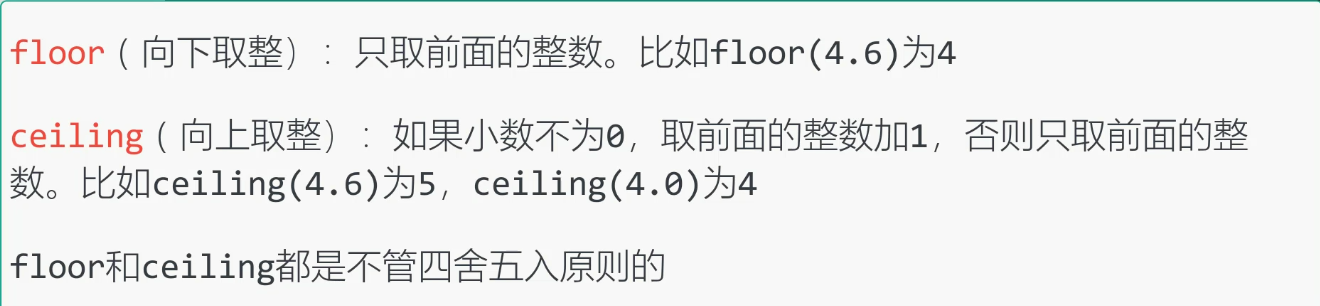 floor（向下取整）：只取前面的整数。比如floor(4.6)为4
ceiling（向上取整）：如果小数不为0，取前面的整数加1，否则只取前面的整
数。比如ceiling(4.6)为5，ceiling(4.0)为4
floor和ceiling都是不管四舍五入原则的